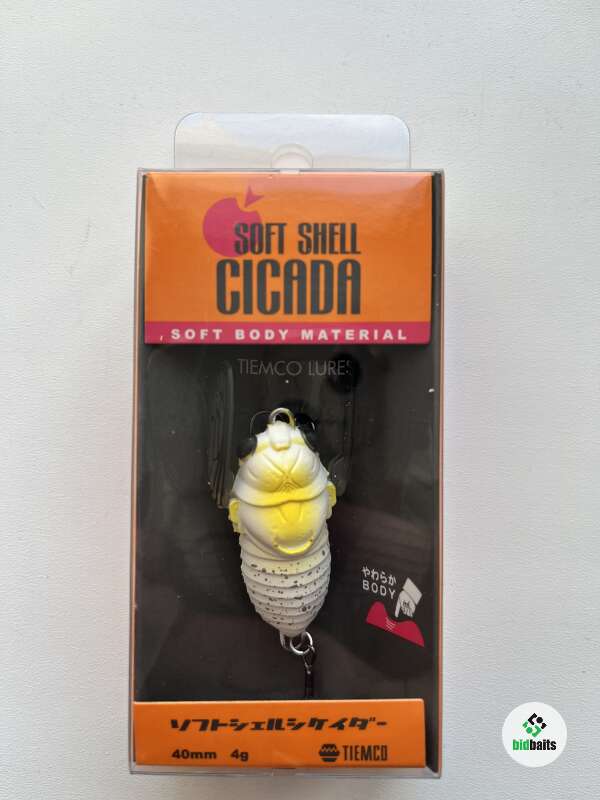 SOFT SHELL
CICADA
SOFT BODY MATERIAL
TIEMCO LURES
やわらか
BODY
ソフトシェルシケイダー
40mm 4g
TIEMCO
bidbaits